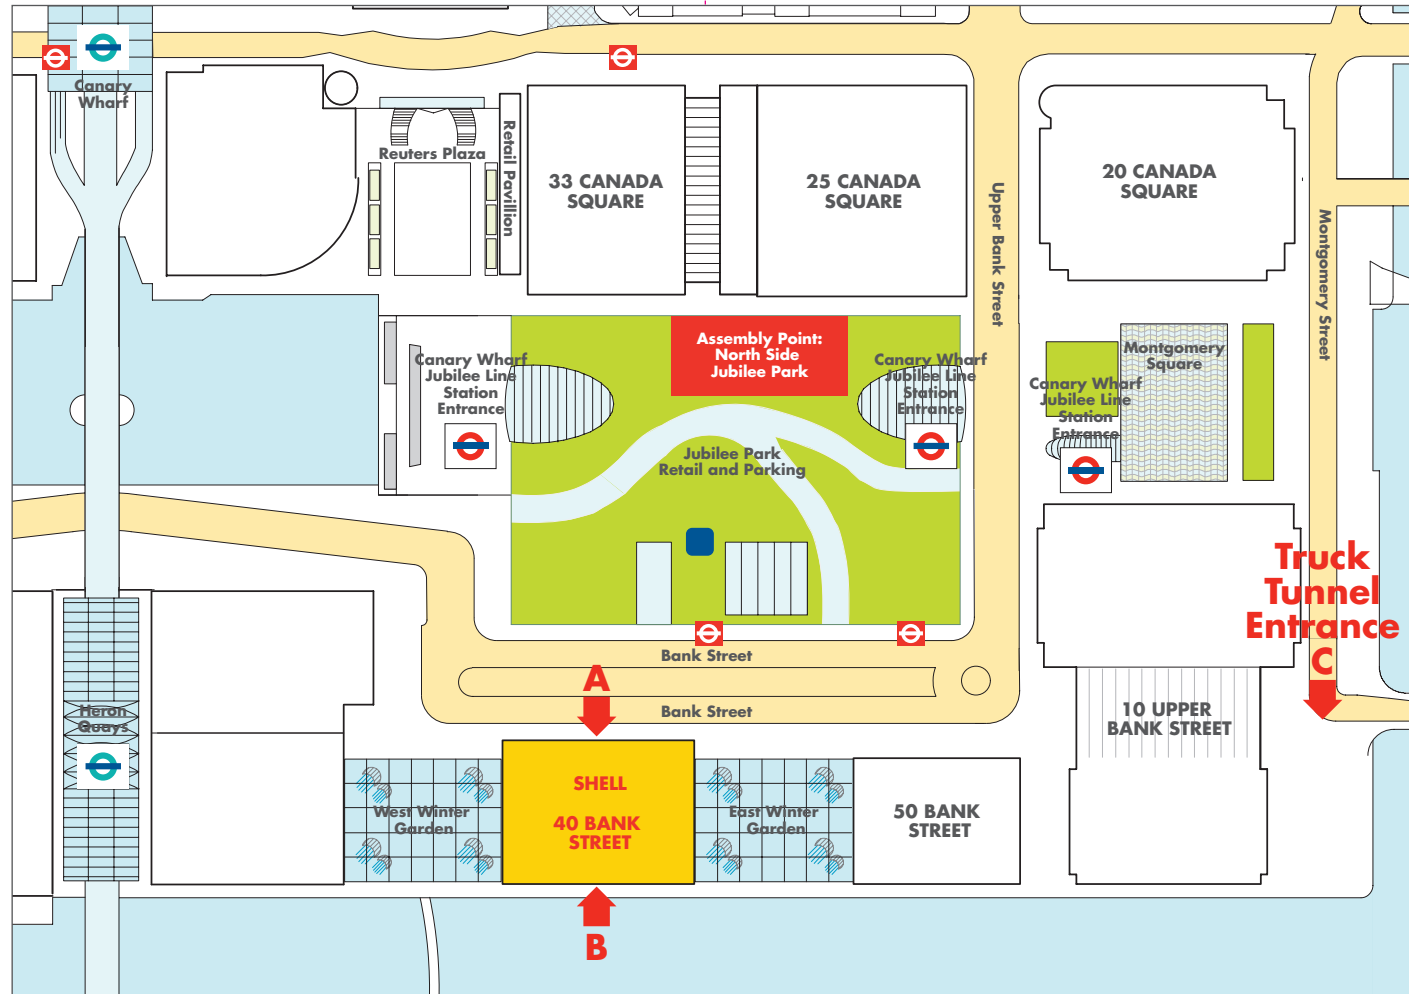 Canary
Wharf
Reuters Plaza
Retail Pavillion
33 CANADA
SQUARE
25 CANADA
SQUARE
Upper Bank Street
20 CANADA
SQUARE
Montgomery Street
Assembly Point:
North Side
Jubilee Park
Canary Wharf
Jubilee Line
Station
Entrance
Canary Wharf
Jubilee Line
Station
Entrance
Montgomery
Square
Canary Wharf
Jubilee Line
Station
Entrance
Jubilee Park
Retail and Parking
Truck
Tunnel
Entrance
C
Bank Street
A
Bank Street
Heron
Quays
10 UPPER
BANK STREET
SHELL
40 BANK
STREET
West Winter
Garden
East Winter
Garden
50 BANK
STREET
B